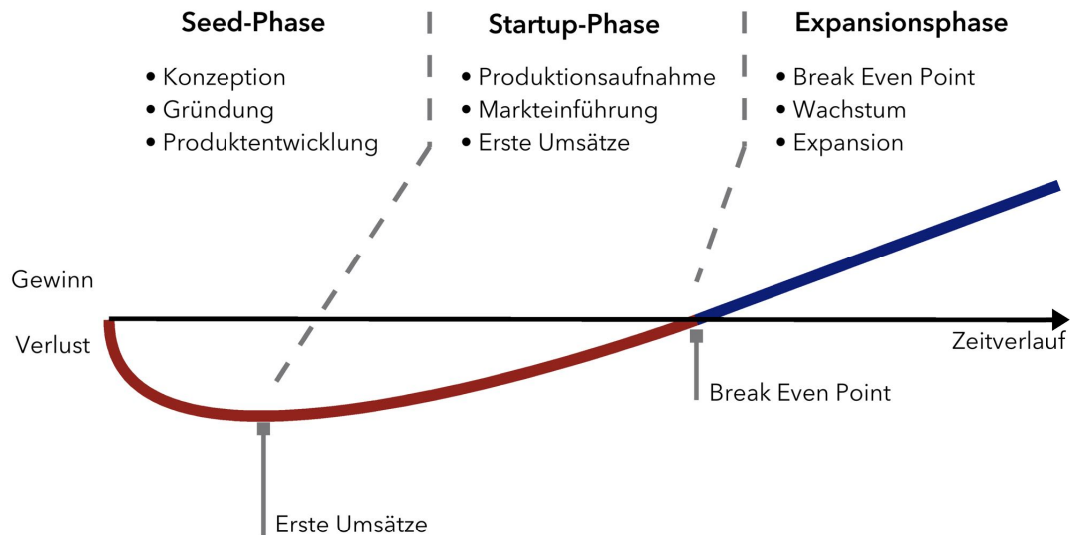 Seed-Phase
• Konzeption
• Gründung
• Produktentwicklung
Startup-Phase
• Produktionsaufnahme
• Markteinführung
• Erste Umsätze
Expansionsphase
• Break Even Point
• Wachstum
• Expansion
Gewinn
Verlust
Zeitverlauf
Break Even Point
Erste Umsätze